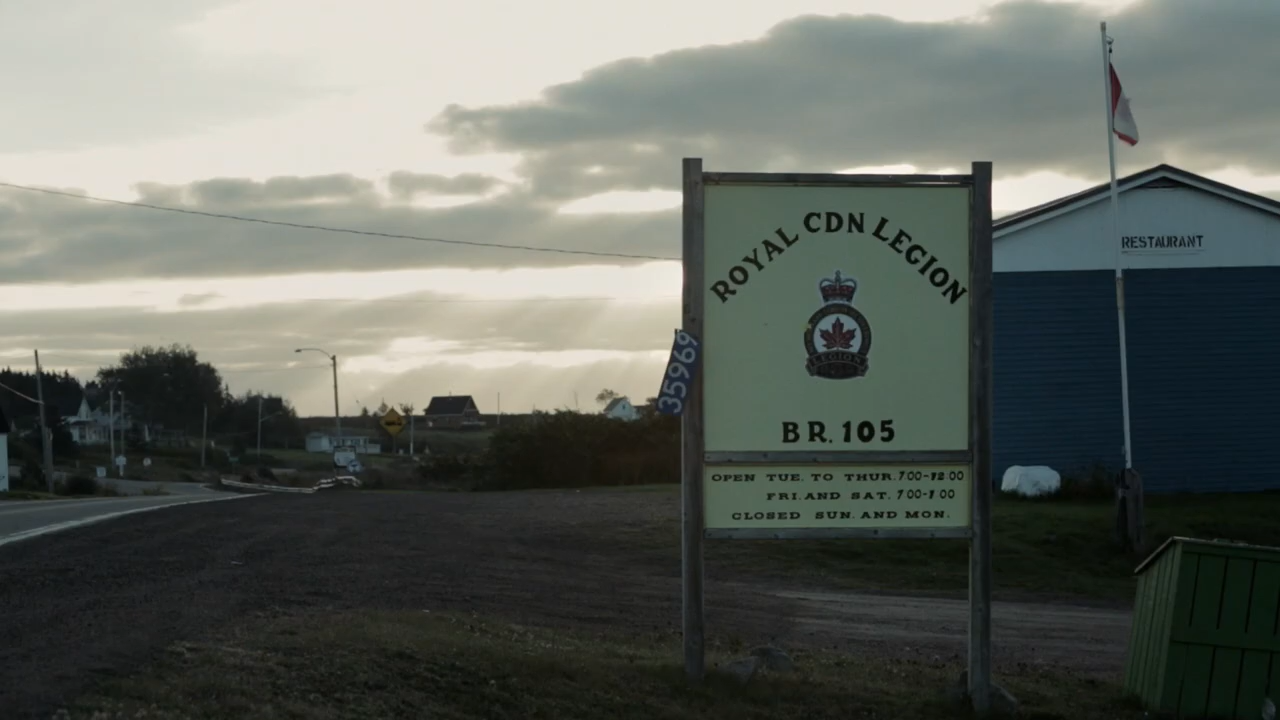 ROYAL CDN LEGION
LEGION
BR. 105
OPEN TUE. TO THUR. 7:00-12:00
FRI. AND SAT. 7:00-1:00
CLOSED SUN. AND MON.
35969
RESTAURANT